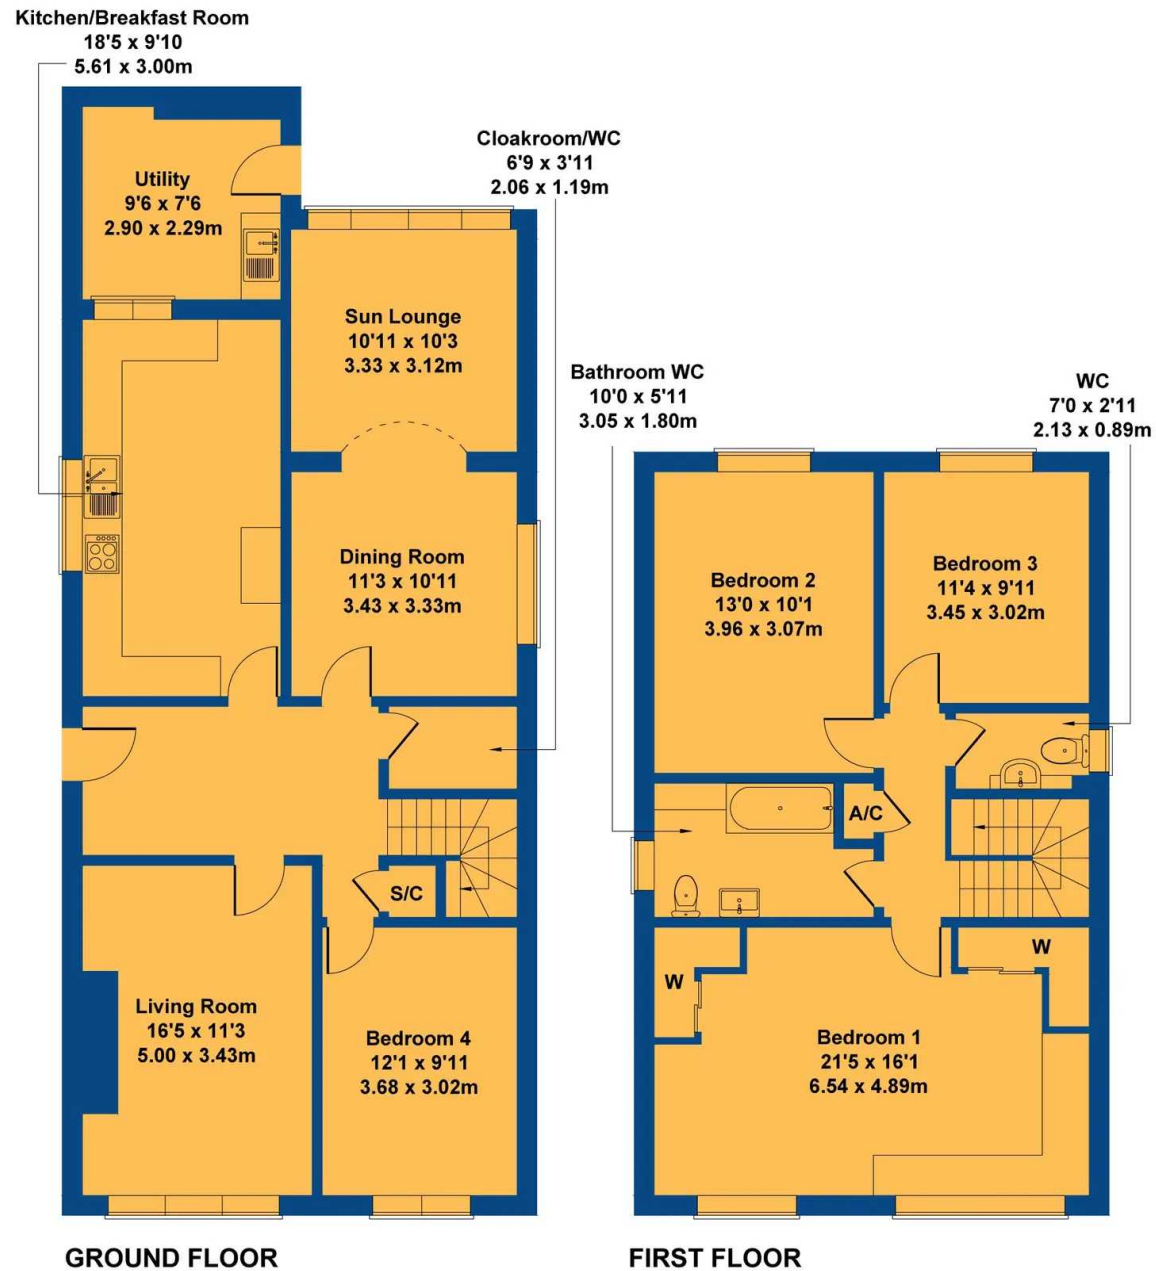 Kitchen/Breakfast Room
18'5 x 9'10
5.61 x 3.00m
Cloakroom/WC
6'9 x 3'11
2.06 x 1.19m
Utility
9'6 x 7'6
2.90 x 2.29m
Sun Lounge
10'11 x 10'3
3.33 x 3.12m
Dining Room
11'3 x 10'11
3.43 x 3.33m
S/C
Living Room
16'5 x 11'3
5.00 x 3.43m
Bedroom 4
12'1 x 9'11
3.68 x 3.02m
GROUND FLOOR
Bathroom WC
10'0 x 5'11
3.05 x 1.80m
WC
7'0 x 2'11
2.13 x 0.89m
Bedroom 2
13'0 x 10'1
3.96 x 3.07m
Bedroom 3
11'4 x 9'11
3.45 x 3.02m
A/C
W
W
Bedroom 1
21'5 x 16'1
6.54 x 4.89m
FIRST FLOOR